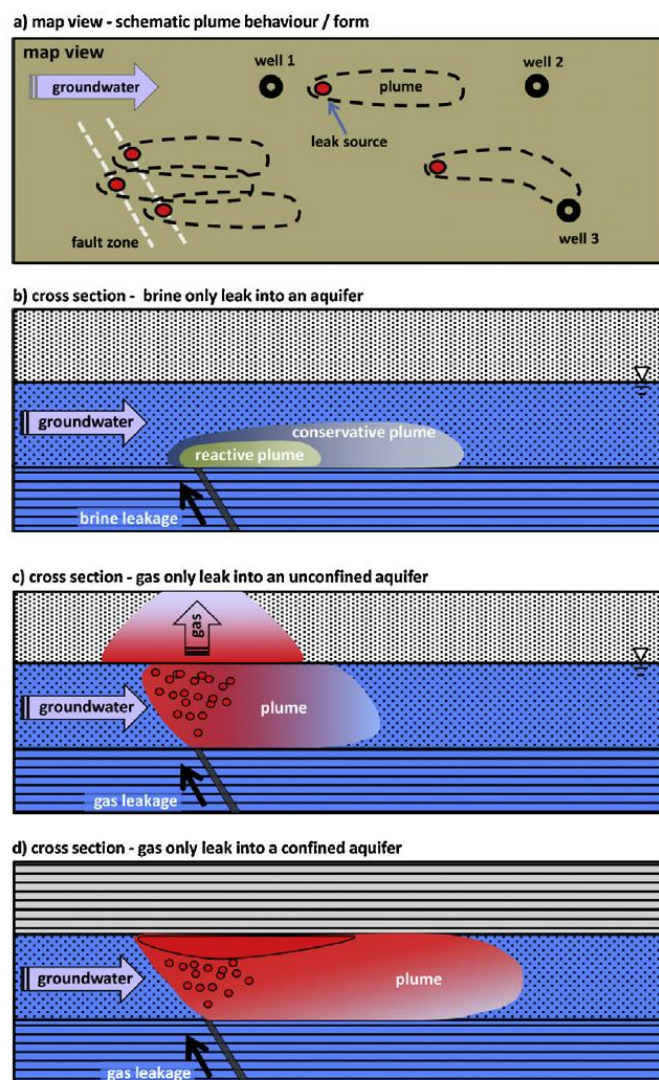 a) map view - schematic plume behaviour / form
map view
groundwater
well 1
well 2
plume
leak source
fault zone
well 3
b) cross section - brine only leak into an aquifer
groundwater
conservative plume
reactive plume
brine leakage
c) cross section - gas only leak into an unconfined aquifer
gas
groundwater
plume
gas leakage
d) cross section - gas only leak into a confined aquifer
groundwater
plume
gas leakage